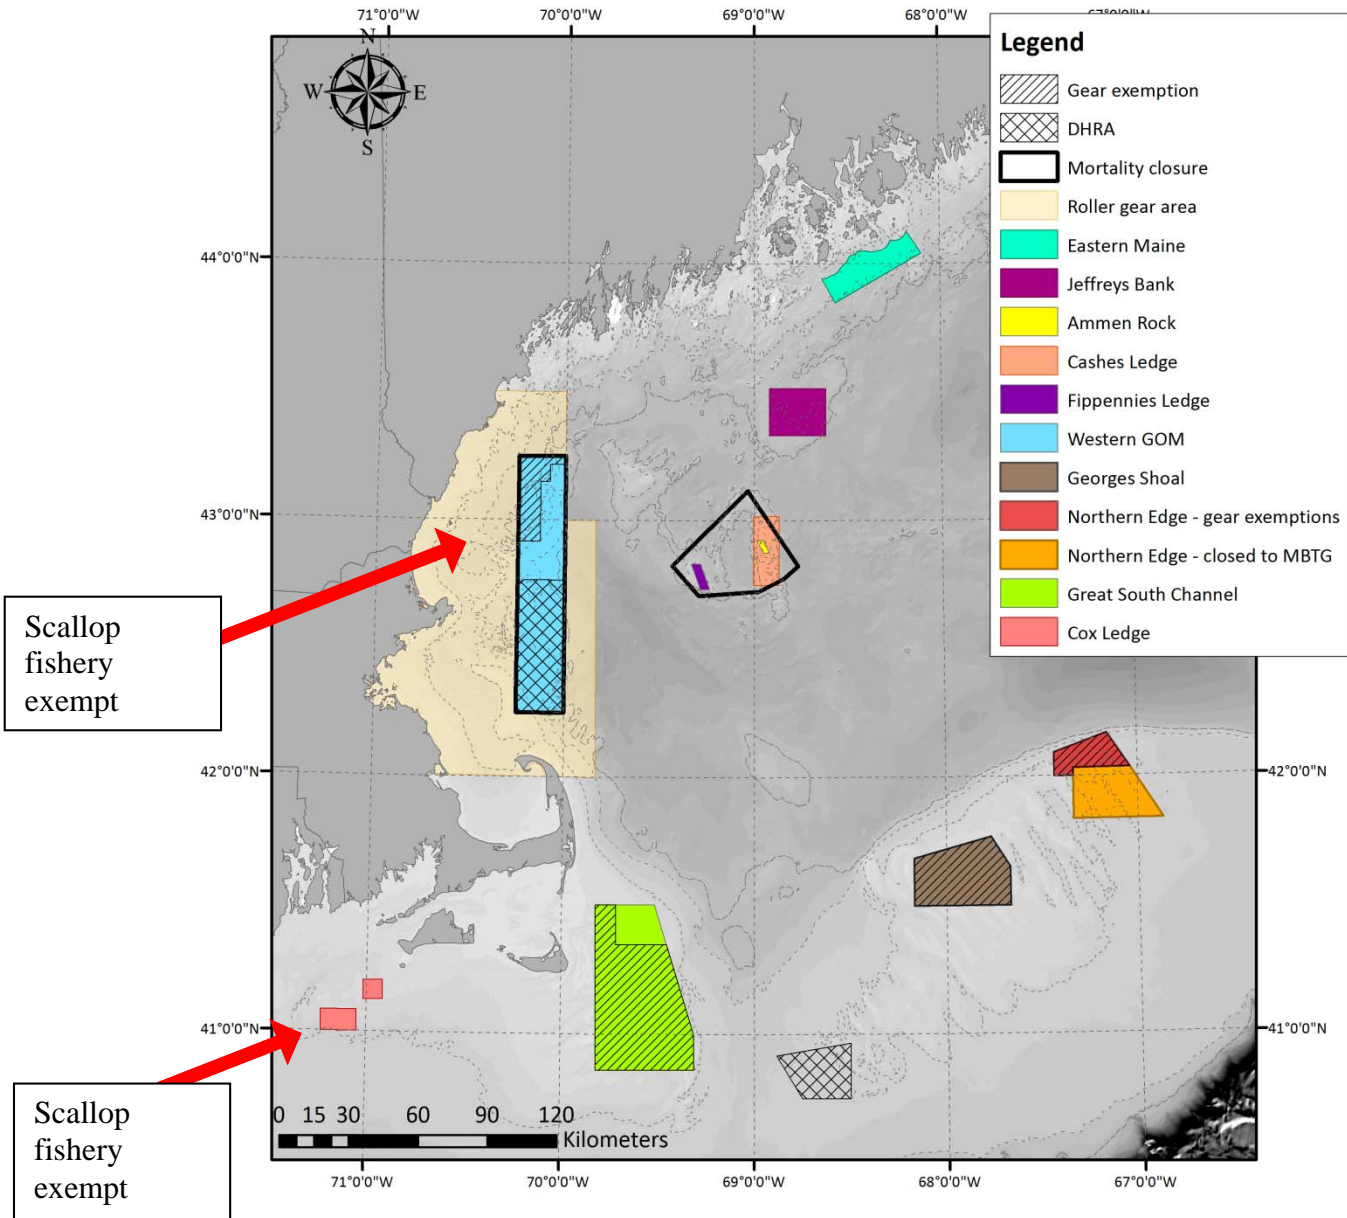 71°0'0"W 70°0'0"W 69°0'0"W 68°0'0"W
N
W E
S
Legend
Gear exemption
DHRA
Mortality closure
Roller gear area
Eastern Maine
Jeffreys Bank
Ammen Rock
Cashes Ledge
Fippennies Ledge
Western GOM
Georges Shoal
Northern Edge - gear exemptions
Northern Edge - closed to MBTG
Great South Channel
Cox Ledge
44°0'0"N
43°0'0"N
Scallop
fishery
exempt
42°0'0"N 42°0'0"N
41°0'0"N 41°0'0"N
Scallop
fishery
exempt
0 15 30 60 90 120
Kilometers
71°0'0"W 70°0'0"W 69°0'0"W 68°0'0"W 67°0'0"W